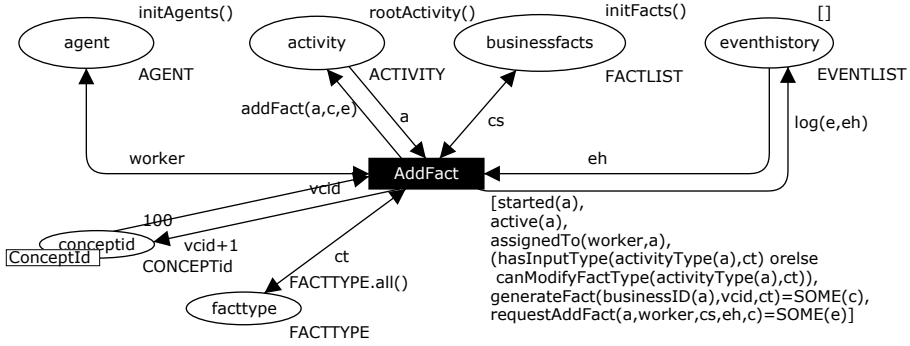 initAgents()
rootActivity()
initFacts()
[]
agent
activity
businessfacts
eventhistory
AGENT
ACTIVITY
FACTLIST
EVENTLIST
addFact(a,c,e)
a
cs
log(e,eh)
worker
eh
AddFact
vcid
100
conceptid
ConceptId
vcid+1
CONCEPTid
ct
FACTTYPE.all()
facttype
FACTTYPE
[started(a),
active(a),
assignedTo(worker,a),
(hasInputType(activityType(a),ct) orelse
canModifyFactType(activityType(a),ct)),
generateFact(businessID(a),vcid,ct)=SOME(c),
requestAddFact(a,worker,cs,eh,c)=SOME(e)]